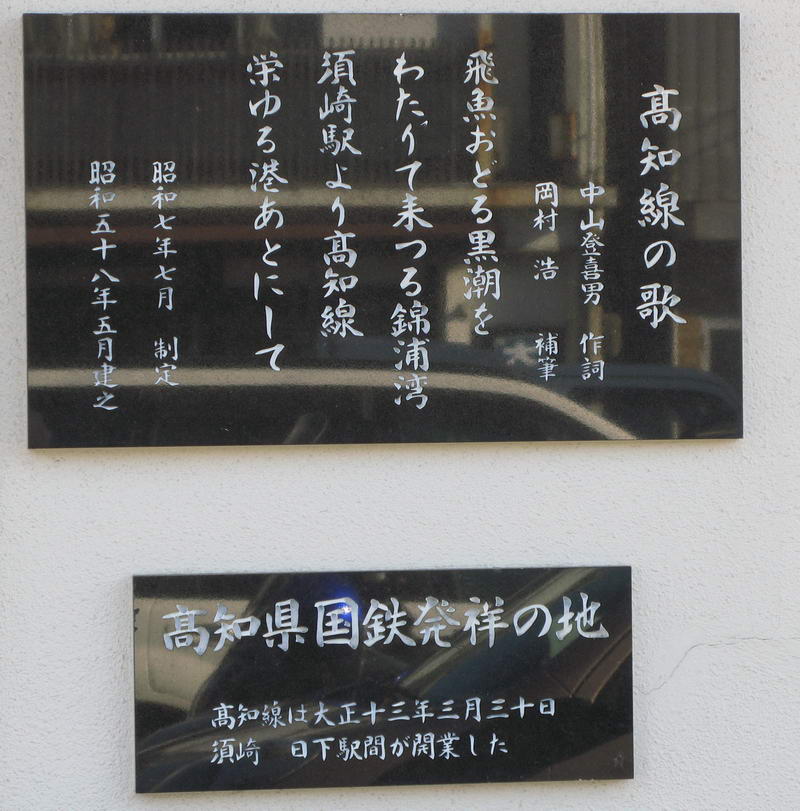 髙知線の歌
中山登喜男 作詞
岡村 浩 補筆
飛魚おどる黒潮を
わたりて来つる錦浦湾
須崎駅より髙知線
栄ゆる港あとにして
昭和七年七月 制定
昭和五十八年五月建之
髙知県国鉄発祥の地
髙知線は大正十三年三月三十日
須崎 日下駅間が開業した